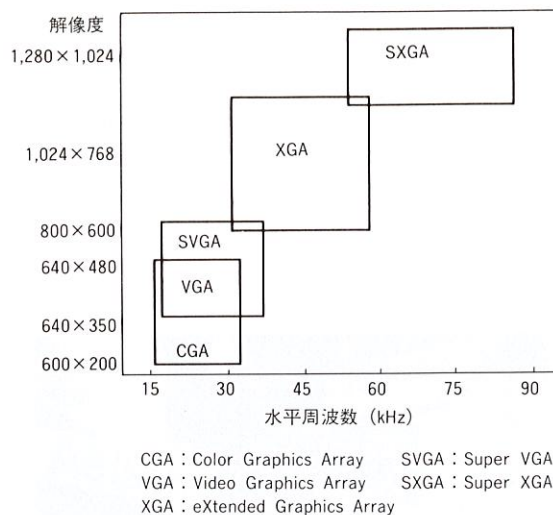 解像度
1,280×1,024
SXGA
1,024×768
XGA
800×600
SVGA
640×480
VGA
640×350
CGA
600×200
15 30 45 60 75 90
水平周波数 (kHz)
CGA：Color Graphics Array SVGA：Super VGA
VGA：Video Graphics Array SXGA：Super XGA
XGA：eXtended Graphics Array